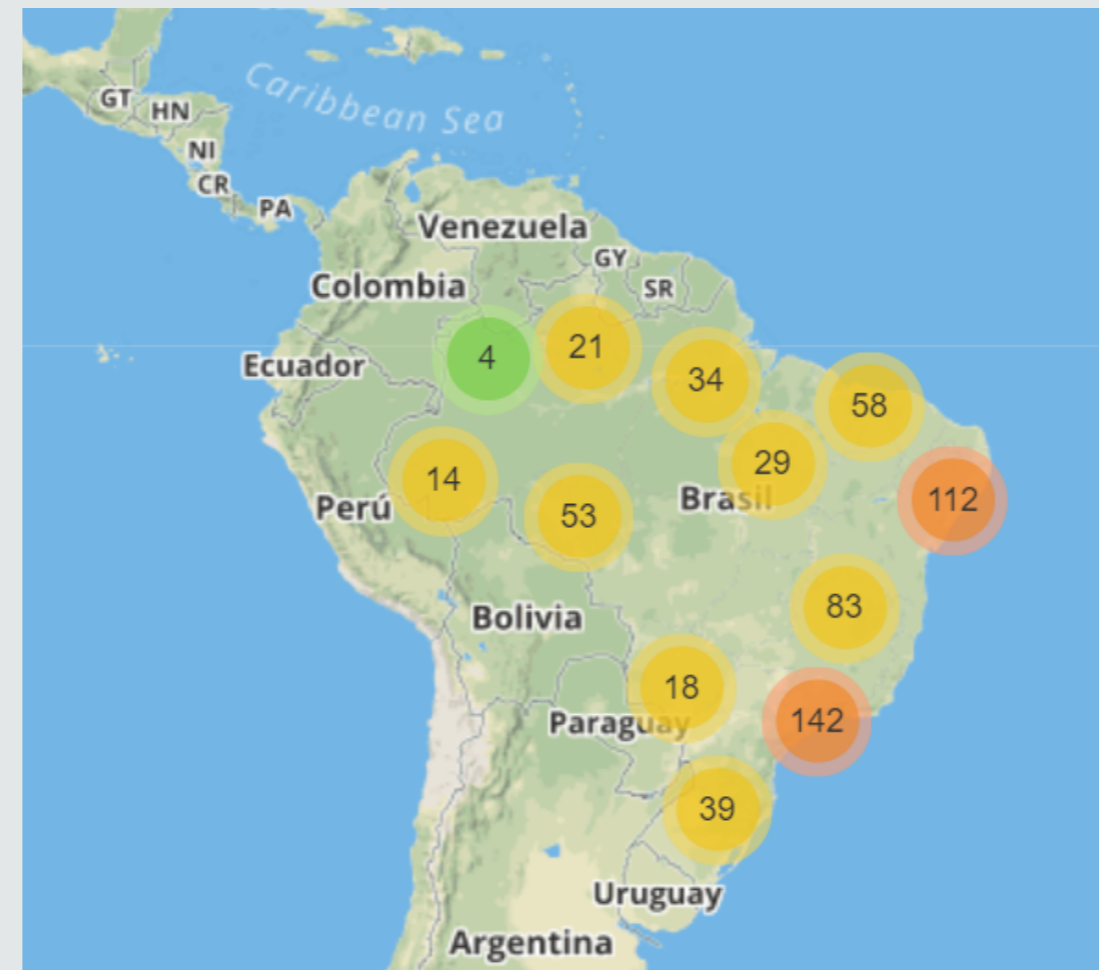 Caribbean Sea
GT
HN
NI
CR
PA
Venezuela
GY
Colombia
SR
4
21
Ecuador
34
58
14
29
Perú
53
Brasil
112
Bolivia
83
18
Paraguay
142
39
Uruguay
Argentina